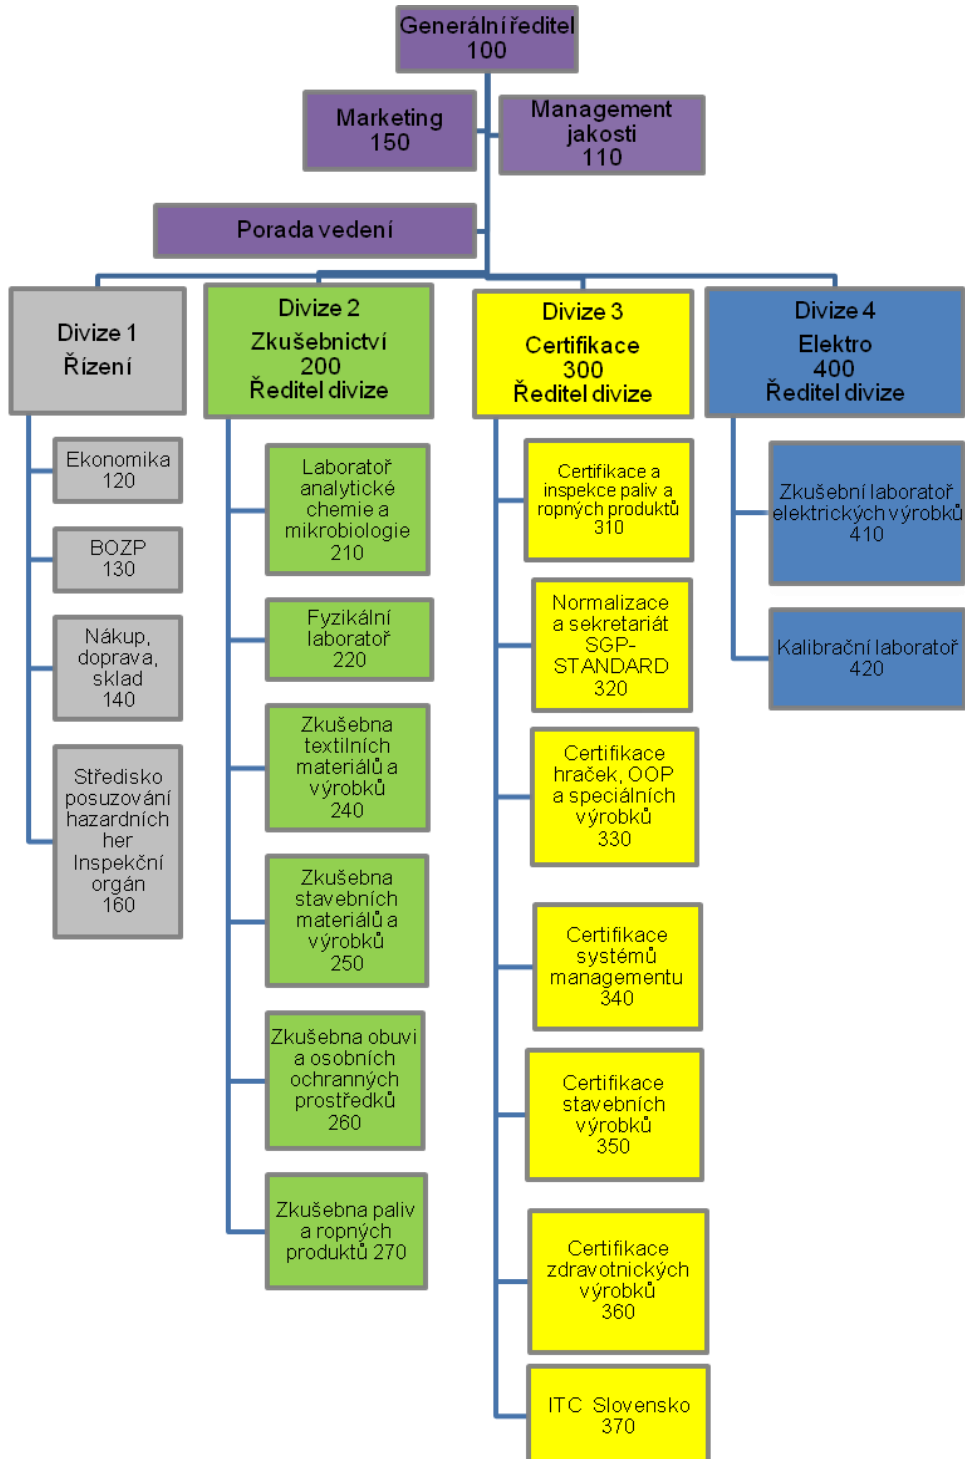 Generální ředitel
100
Marketing
150
Management
jakosti
110
Porada vedení
Divize 1
Řízení
Ekonomika
120
BOZP
130
Nákup,
doprava,
sklad
140
Středisko
posuzování
hazardních
her
Inspekční
orgán
160
Divize 2
Zkušebnictví
200
Ředitel divize
Laboratoř
analytické
chemie a
mikrobiologie
210
Fyzikální
laboratoř
220
Zkušebna
textilních
materiálů a
výrobků
240
Zkušebna
stavebních
materiálů a
výrobků
250
Zkušebna obuvi
a osobních
ochranných
prostředků
260
Zkušebna paliv
a ropných
produktů 270
Divize 3
Certifikace
300
Ředitel divize
Certifikace a
inspekce paliv a
ropných produktů
310
Normalizace
a sekretariát
SGP-
STANDARD
320
Certifikace
hraček, OOP
a speciálních
výrobků
330
Certifikace
systémů
managementu
340
Certifikace
stavebních
výrobků
350
Certifikace
zdravotnických
výrobků
360
ITC Slovensko
370
Divize 4
Elektro
400
Ředitel divize
Zkušební laboratoř
elektrických výrobků
410
Kalibrační laboratoř
420